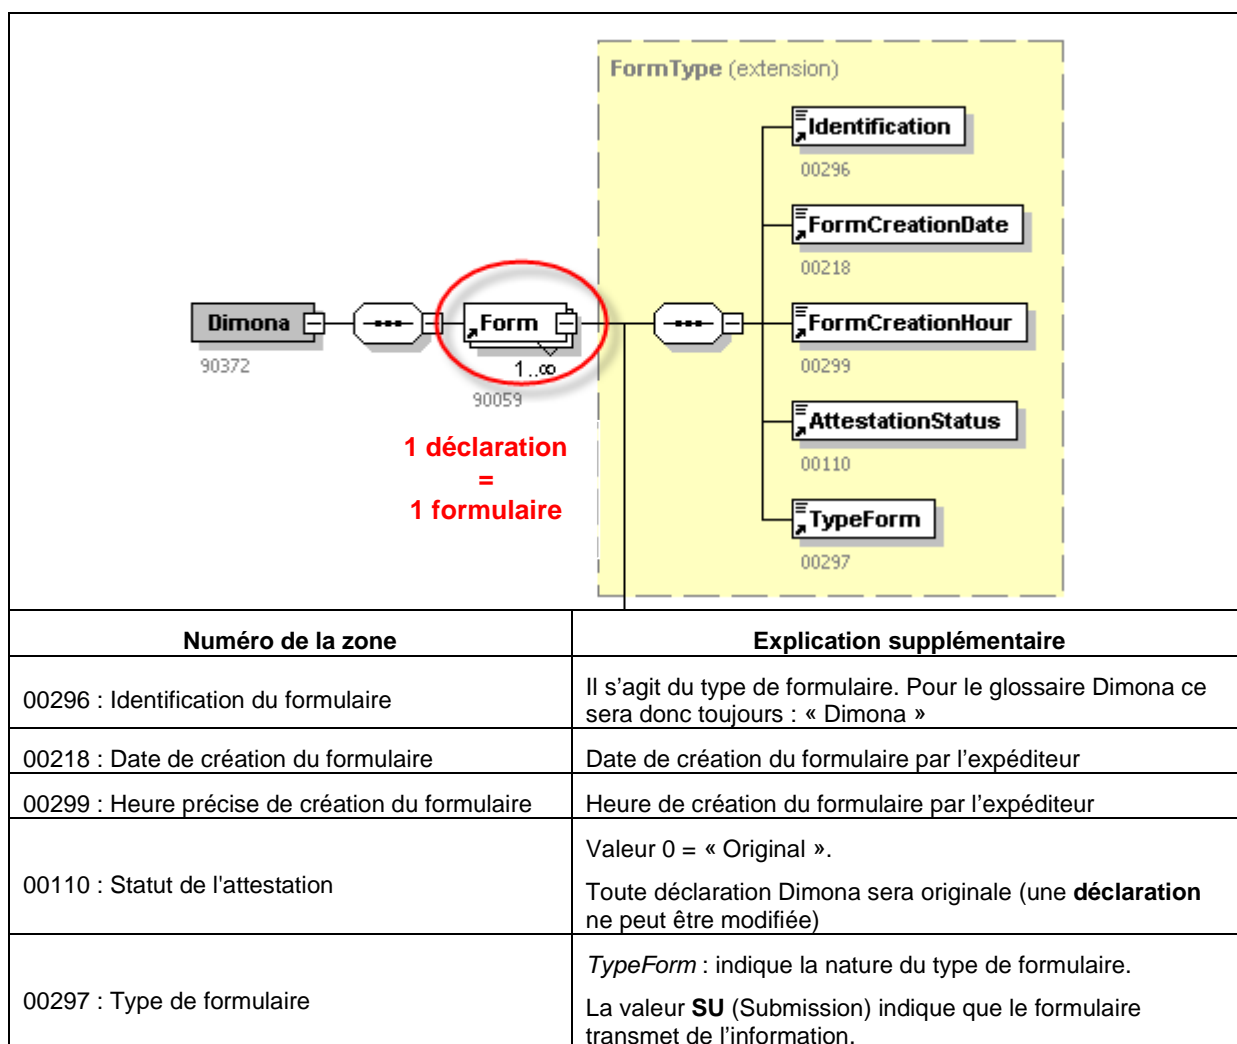 FormType (extension)
Identification
00296
FormCreationDate
00218
Dimona
90372
Form
1..∞
90059
FormCreationHour
00299
1 déclaration
=
1 formulaire
AttestationStatus
00110
TypeForm
00297
Numéro de la zone
Explication supplémentaire
00296 : Identification du formulaire
Il s’agit du type de formulaire. Pour le glossaire Dimona ce
sera donc toujours : « Dimona »
00218 : Date de création du formulaire
Date de création du formulaire par l’expéditeur
00299 : Heure précise de création du formulaire
Heure de création du formulaire par l’expéditeur
00110 : Statut de l'attestation
Valeur 0 = « Original ».
Toute déclaration Dimona sera originale (une déclaration
ne peut être modifiée)
00297 : Type de formulaire
TypeForm : indique la nature du type de formulaire.
La valeur SU (Submission) indique que le formulaire
transmet de l’information.